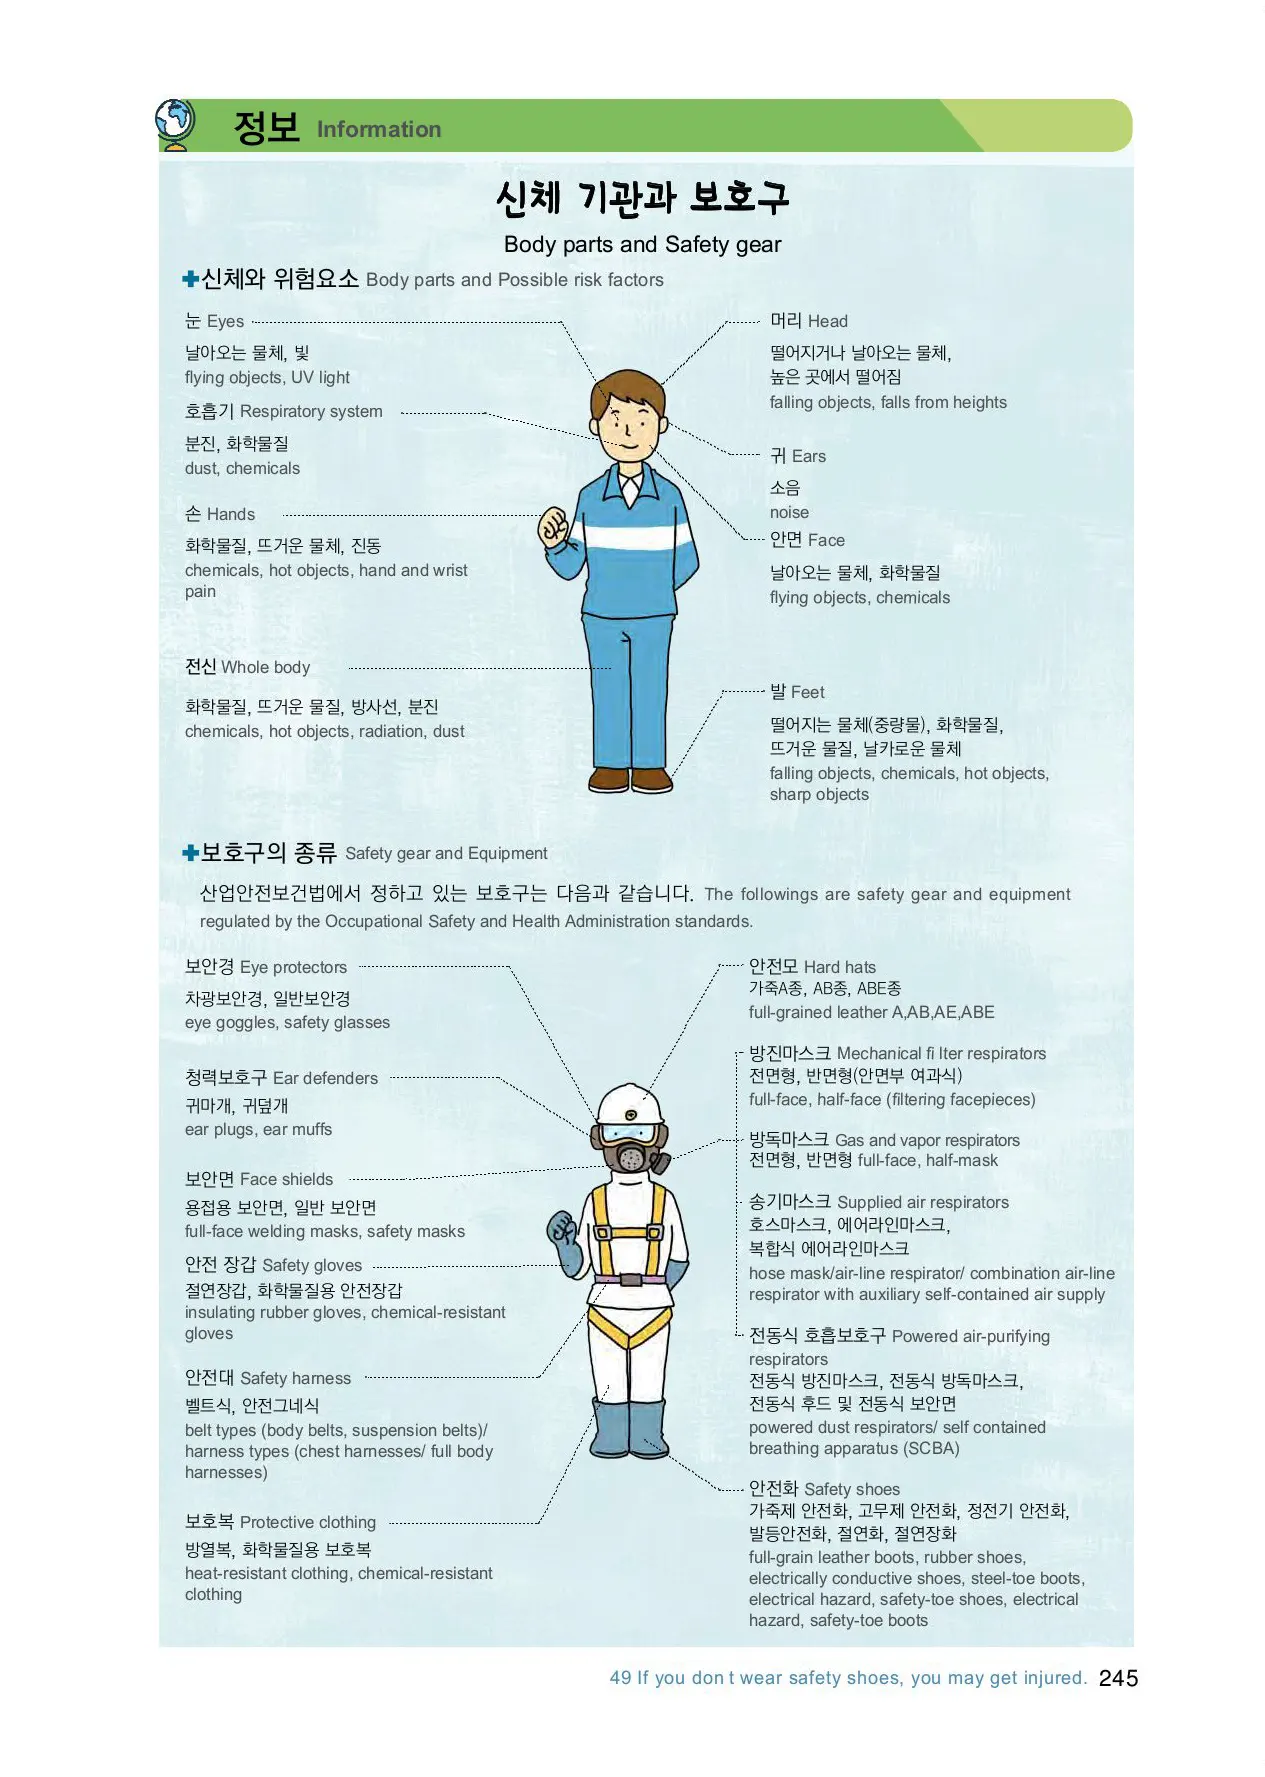 정보 Information
신체 기관과 보호구
Body parts and Safety gear
신체와 위험요소 Body parts and Possible risk factors
눈 Eyes
날아오는 물체, 빛
flying objects, UV light
호흡기 Respiratory system
분진, 화학물질
dust, chemicals
손 Hands
화학물질, 뜨거운 물체, 진동
chemicals, hot objects, hand and wrist
pain
전신 Whole body
화학물질, 뜨거운 물질, 방사선, 분진
chemicals, hot objects, radiation, dust
머리 Head
떨어지거나 날아오는 물체,
높은 곳에서 떨어짐
falling objects, falls from heights
귀 Ears
소음
noise
안면 Face
날아오는 물체, 화학물질
flying objects, chemicals
발 Feet
떨어지는 물체(중량물), 화학물질,
뜨거운 물질, 날카로운 물체
falling objects, chemicals, hot objects,
sharp objects
보호구의 종류 Safety gear and Equipment
산업안전보건법에서 정하고 있는 보호구는 다음과 같습니다. The followings are safety gear and equipment
regulated by the Occupational Safety and Health Administration standards.
보안경 Eye protectors
차광보안경, 일반보안경
eye goggles, safety glasses
청력보호구 Ear defenders
귀마개, 귀덮개
ear plugs, ear muffs
보안면 Face shields
용접용 보안면, 일반 보안면
full-face welding masks, safety masks
안전 장갑 Safety gloves
절연장갑, 화학물질용 안전장갑
insulating rubber gloves, chemical-resistant
gloves
안전대 Safety harness
벨트식, 안전그네식
belt types (body belts, suspension belts)/
harness types (chest harnesses/ full body
harnesses)
보호복 Protective clothing
방열복, 화학물질용 보호복
heat-resistant clothing, chemical-resistant
clothing
안전모 Hard hats
가죽A종, AB종, ABE종
full-grained leather A,AB,AE,ABE
방진마스크 Mechanical fi lter respirators
전면형, 반면형(안면부 여과식)
full-face, half-face (filtering facepieces)
방독마스크 Gas and vapor respirators
전면형, 반면형 full-face, half-mask
송기마스크 Supplied air respirators
호스마스크, 에어라인마스크,
복합식 에어라인마스크
hose mask/air-line respirator/ combination air-line
respirator with auxiliary self-contained air supply
전동식 호흡보호구 Powered air-purifying
respirators
전동식 방진마스크, 전동식 방독마스크,
전동식 후드 및 전동식 보안면
powered dust respirators/ self contained
breathing apparatus (SCBA)
안전화 Safety shoes
가죽제 안전화, 고무제 안전화, 정전기 안전화,
발등안전화, 절연화, 절연장화
full-grain leather boots, rubber shoes,
electrically conductive shoes, steel-toe boots,
electrical hazard, safety-toe shoes, electrical
hazard, safety-toe boots
49 If you don t wear safety shoes, you may get injured. 245